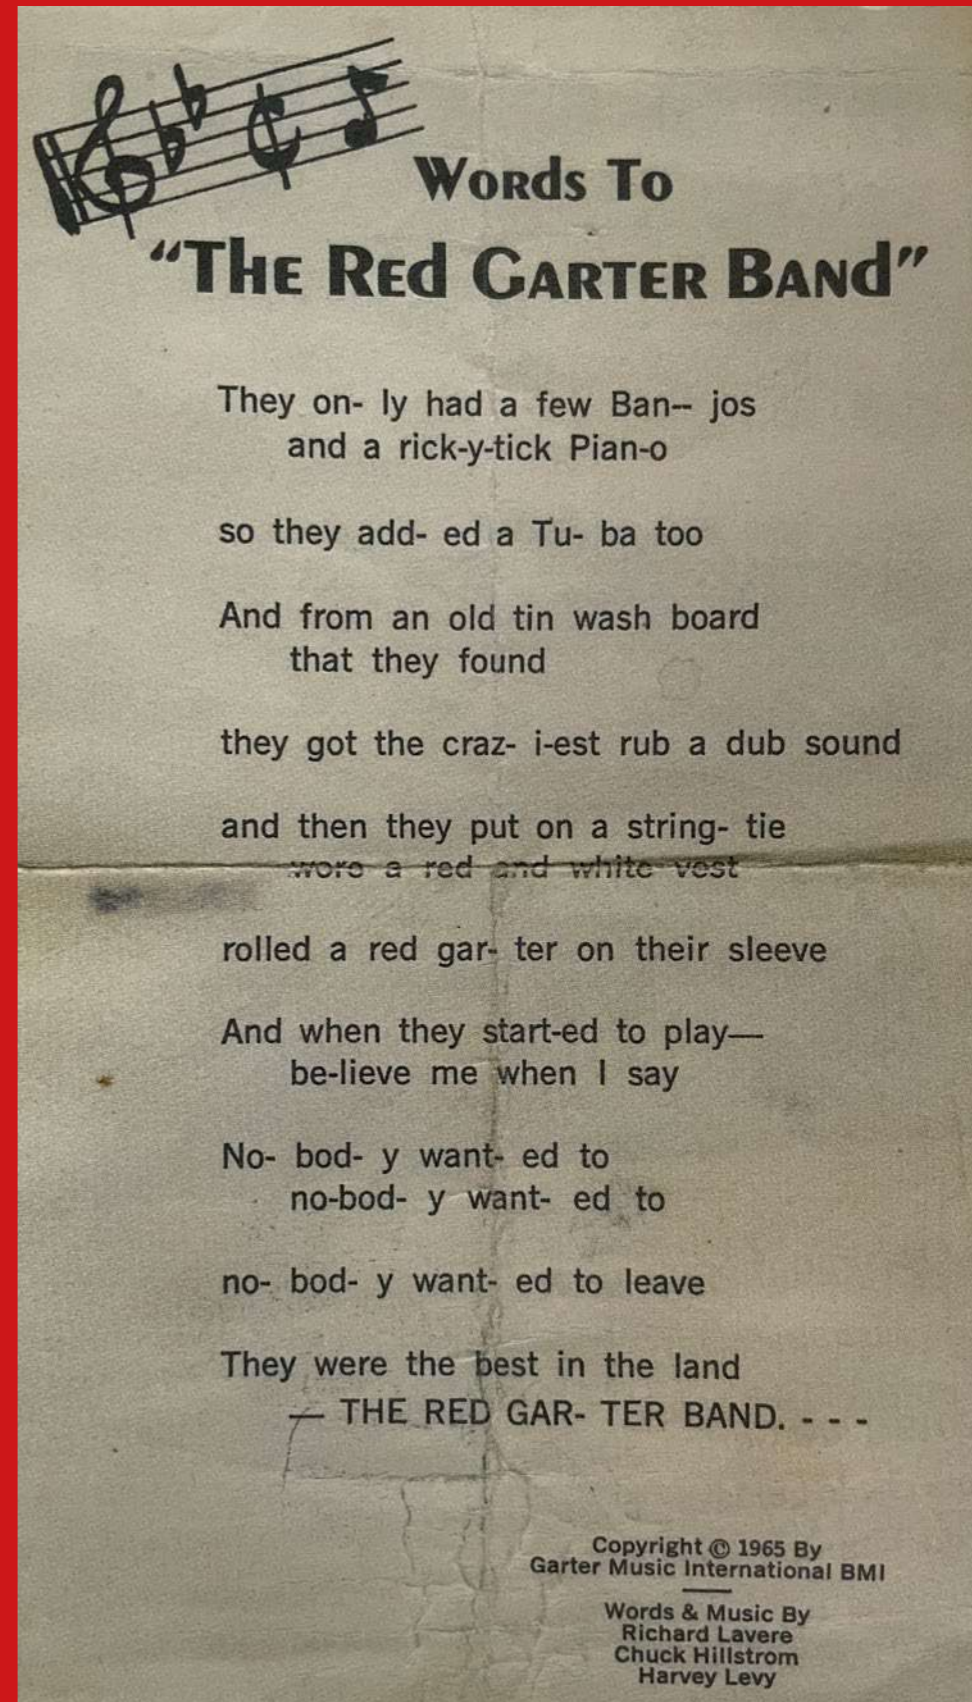 Words To
"The Red Garter Band"
They on- ly had a few Ban-- jos
and a rick-y-tick Pian-o
so they add- ed a Tu- ba too
And from an old tin wash board
that they found
they got the craz- i-est rub a dub sound
and then they put on a string- tie
wore a red and white vest
rolled a red gar- ter on their sleeve
And when they start-ed to play—
be-lieve me when I say
No- bod- y want- ed to
no-bod- y want- ed to
no- bod- y want- ed to leave
They were the best in the land
— THE RED GAR- TER BAND. - - -
Copyright © 1965 By
Garter Music International BMI
Words & Music By
Richard Lavere
Chuck Hillstrom
Harvey Levy